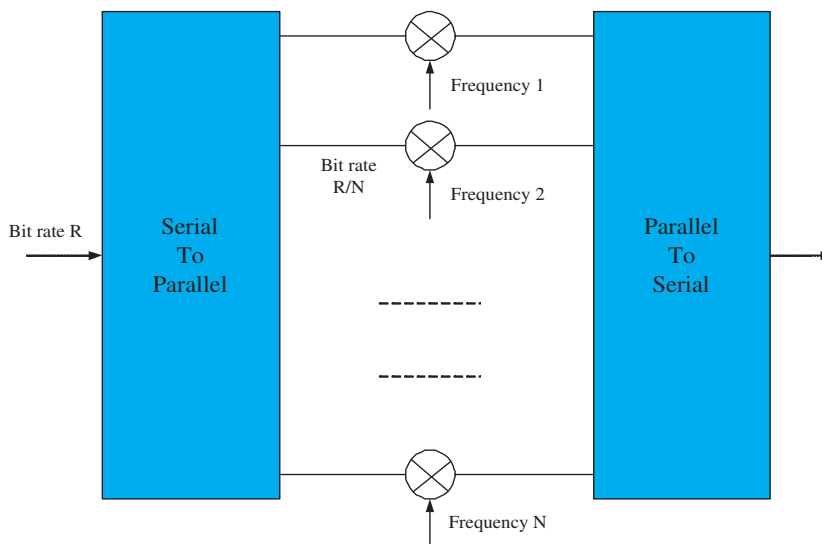 Frequency 1
Bit rate
R/N
Frequency 2
Bit rate R
Serial
To
Parallel
Parallel
To
Serial
Frequency N